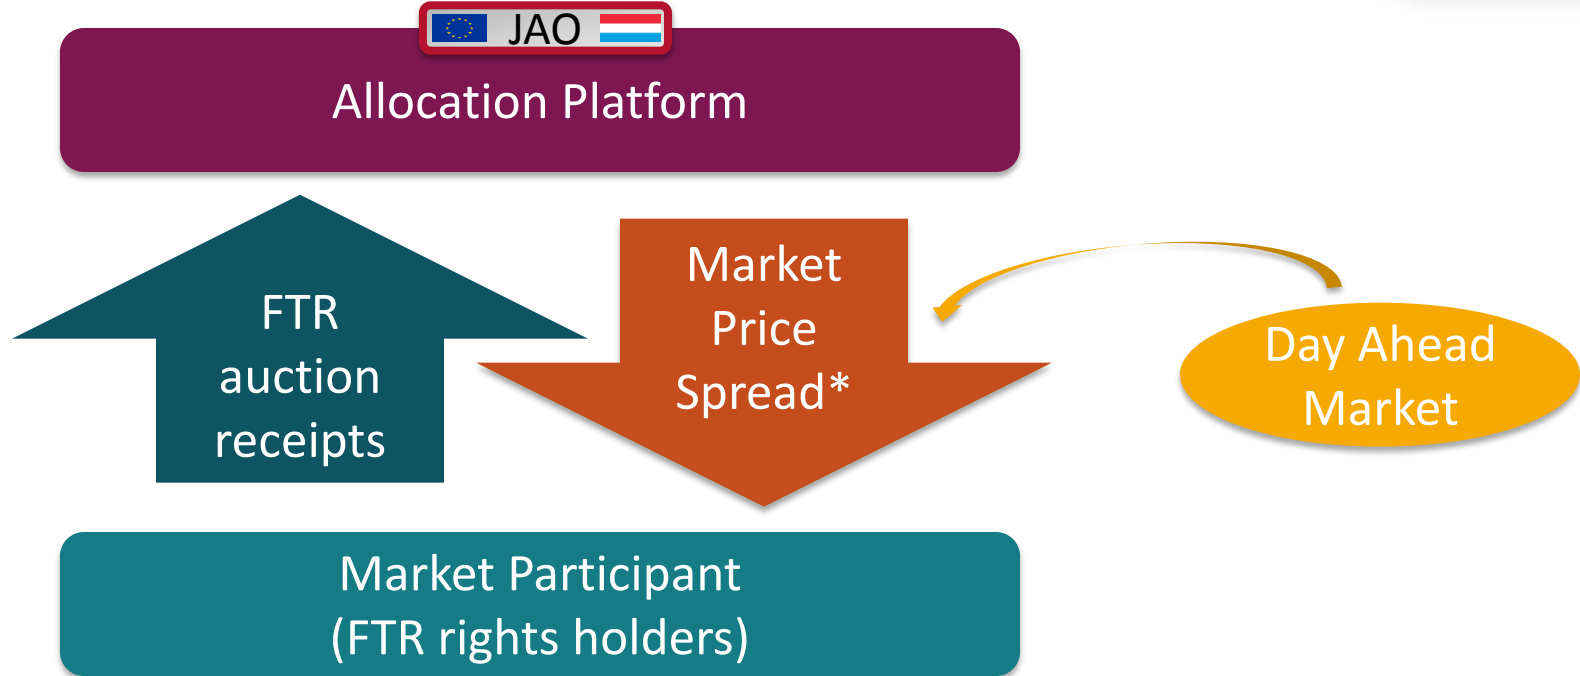 JAO
Allocation Platform
FTR
auction
receipts
Market
Price
Spread*
Day Ahead
Market
Market Participant
(FTR rights holders)